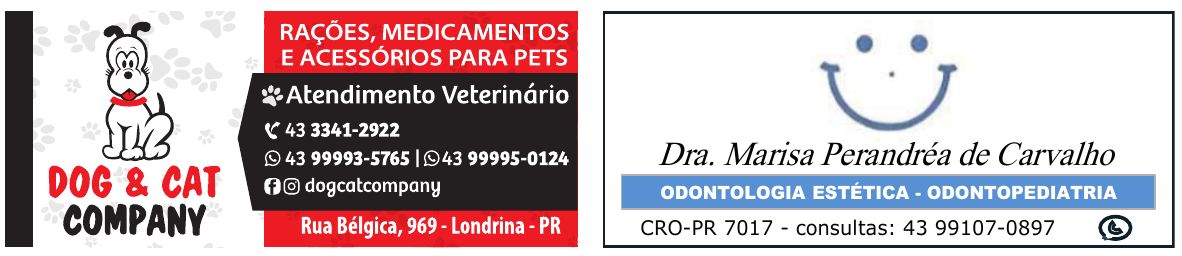 DOG & CAT
COMPANY
RAÇÕES, MEDICAMENTOS
E ACESSÓRIOS PARA PETS
Atendimento Veterinário
43 3341-2922
43 99993-5765 | 43 99995-0124
dogcatcompany
Rua Bélgica, 969 - Londrina - PR
Dra. Marisa Perandréa de Carvalho
ODONTOLOGIA ESTÉTICA - ODONTOPEDIATRIA
CRO-PR 7017 - consultas: 43 99107-0897